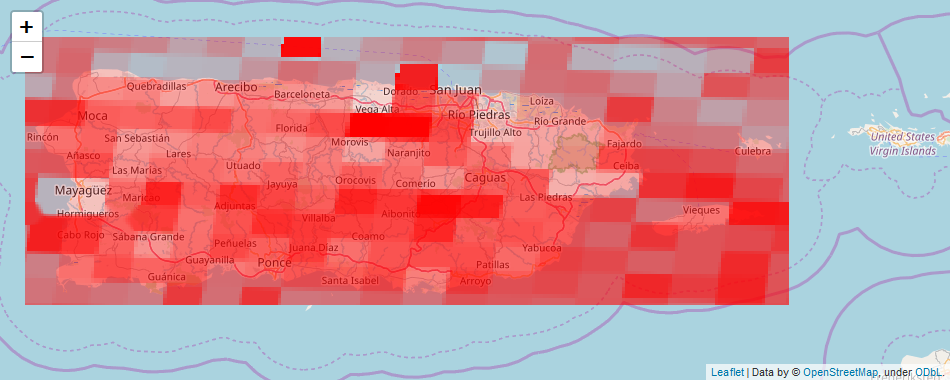 +
−
Quebradillas
Arecibo
Barceloneta
Dorado
San Juan
Loíza
Moca
Vega Alta
Río Piedras
Río Grande
Florida
Trujillo Alto
Rincón
San Sebastián
Morovis
Fajardo
United States
Virgin Islands
Añasco
Lares
Naranjito
Culebra
Las Marías
Utuado
Ceiba
Mayagüez
Jayuya
Orocovis
Comerio
Caguas
Maricao
Las Piedras
Hormigueros
Adjuntas
Villalba
Aibonito
Vieques
Cabo Rojo
Sábana Grande
Peñuelas
Juana Díaz
Coamo
Yabucoa
Guayanilla
Ponce
Patillas
Guánica
Santa Isabel
Arroyo
Leaflet | Data by © OpenStreetMap, under ODbL.
Frederiksted